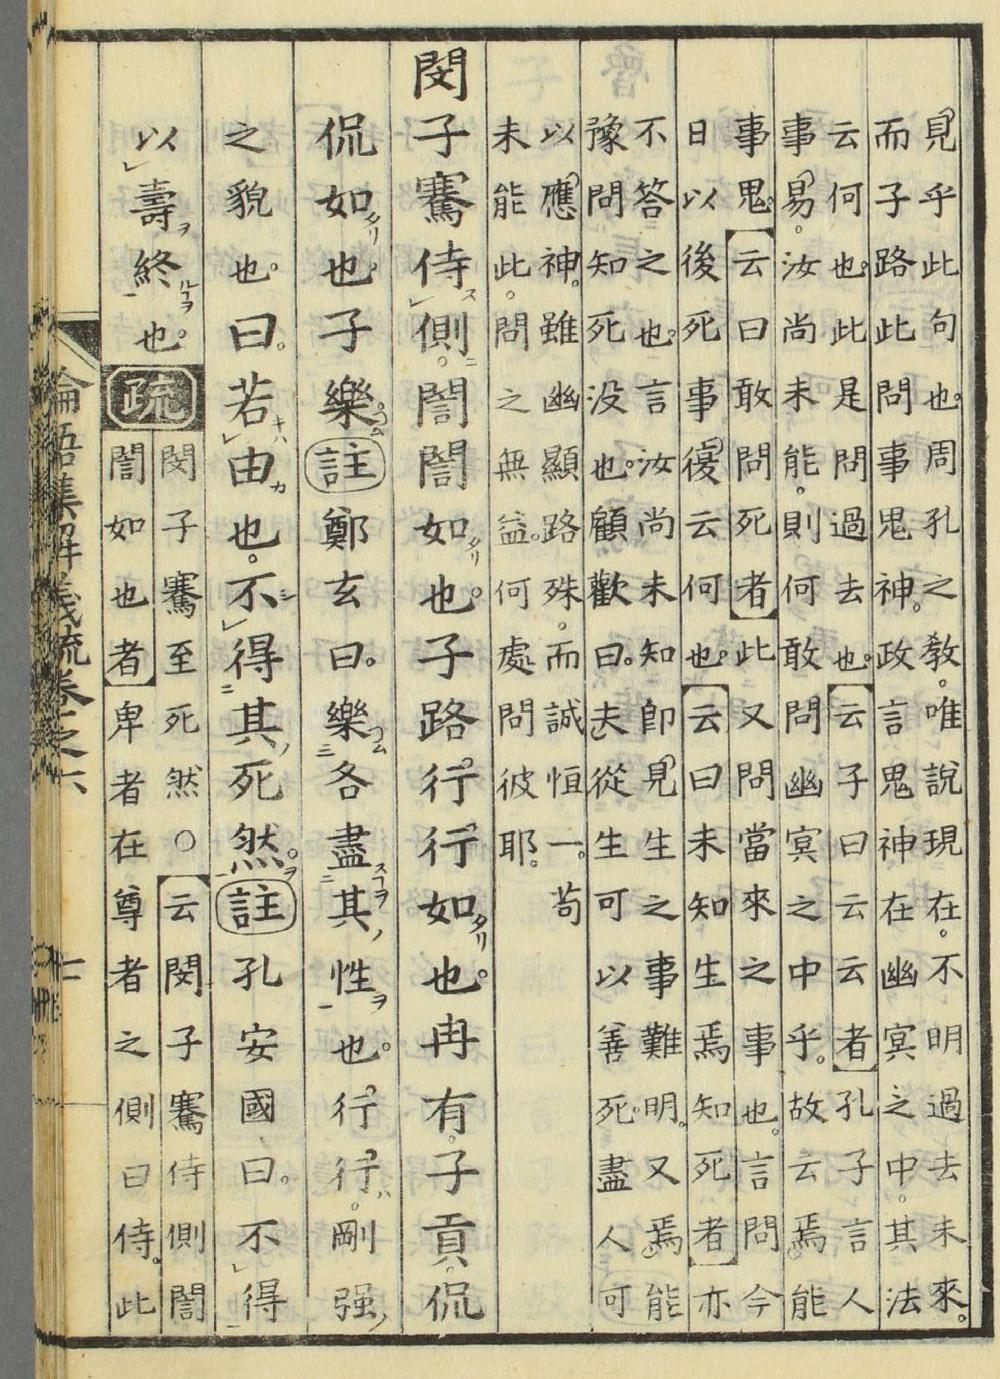 見乎此句也。周孔之教。唯説現在。不明過去未來。
而子路此問事鬼神。政言鬼神在幽冥之中。其法
云何也。此是問過去也。云子曰云云者孔子言人
事易。汝尚未能。則何敢問幽冥之中乎。故云焉能
事鬼。云曰敢問死者此又問當來之事也。言問今
日以後死事復云何也。云曰未知生焉知死者亦
不答之也。言汝尚未知即見生之事難明。又焉能
豫問知死没也。顧歡曰。夫從生可以善死。盡人可
以應神。雖幽顯路殊。而誠恒一。苟
未能此。問之無益。何處問彼耶。
閔子騫侍側。誾誾如也。子路行行如也。冉有。子貢。侃
侃如也子樂註鄭玄曰。樂各盡其性也。行行。剛强
之貌也。曰。若由也。不得其死然。註孔安國曰。不得
以壽終也。疏閔子騫至死然○云閔子騫侍側誾
誾如也者卑者在尊者之側曰侍。此
論語集解義疏卷之六